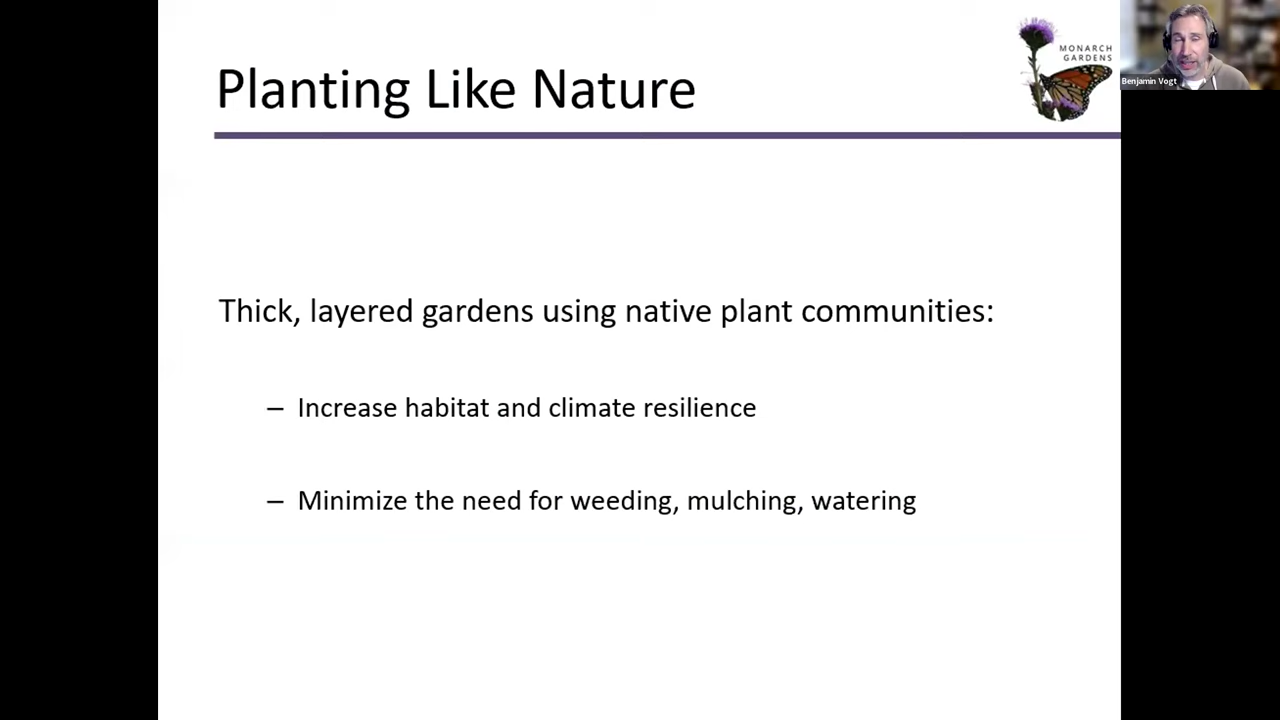 Planting Like Nature
MONARCH
GARDENS
Benjamin Vogt
Thick, layered gardens using native plant communities:
– Increase habitat and climate resilience
– Minimize the need for weeding, mulching, watering